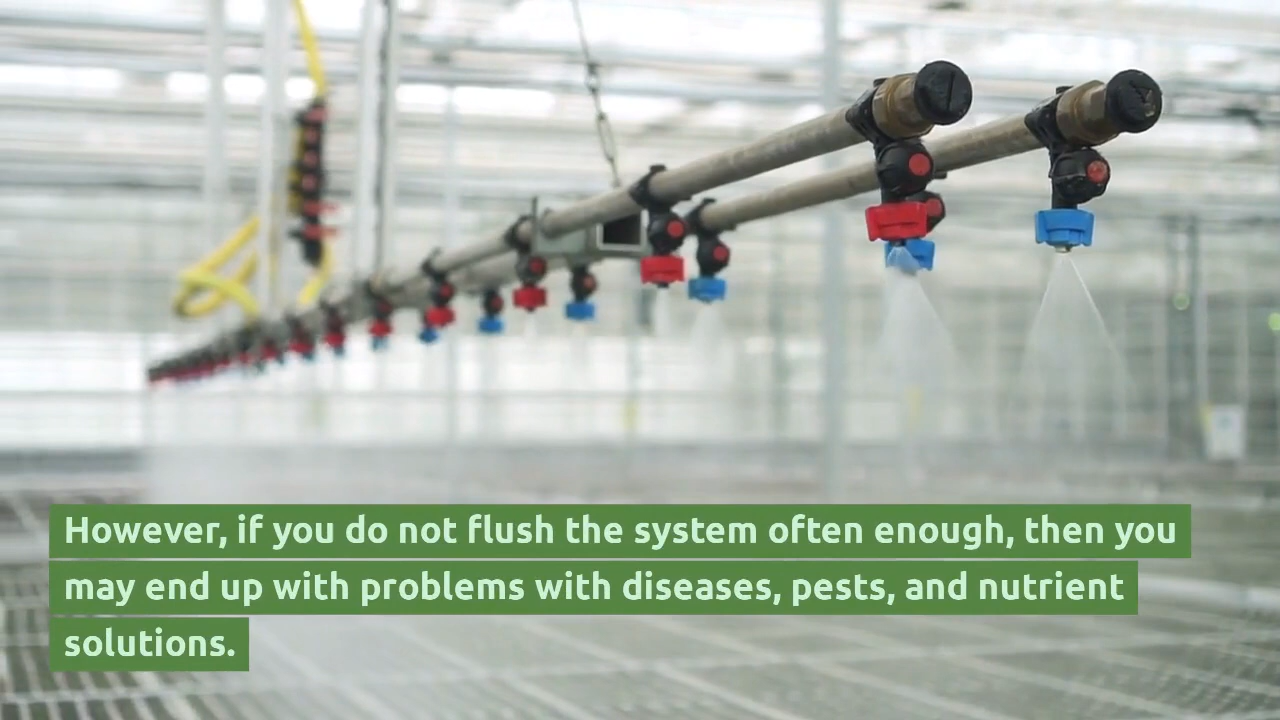 However, if you do not flush the system often enough, then you
may end up with problems with diseases, pests, and nutrient
solutions.